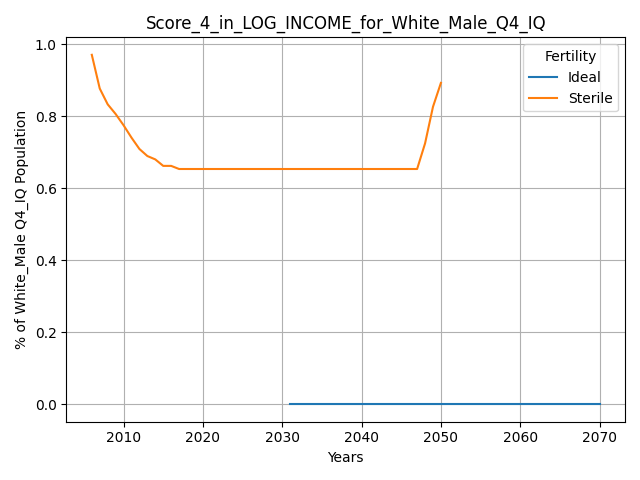 Score_4_in_LOG_INCOME_for_White_Male_Q4_IQ
Fertility
Ideal
Sterile
% of White_Male Q4_IQ Population
1.0
0.8
0.6
0.4
0.2
0.0
2010 2020 2030 2040 2050 2060 2070
Years